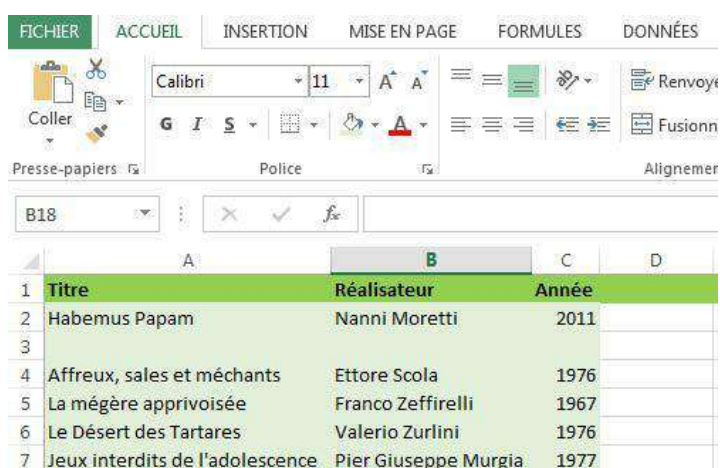 FICHIER ACCUEIL INSERTION MISE EN PAGE FORMULES DONNÉES
Calibri 11 A A Renvoye
Coller G I S A Fusionn
Presse-papiers Police Alignemen
B18 fx
A B C D
1 Titre Réalisateur Année
2 Habemus Papam Nanni Moretti 2011
3
4 Affreux, sales et méchants Ettore Scola 1976
5 La mégère apprivoisée Franco Zeffirelli 1967
6 Le Désert des Tartares Valerio Zurlini 1976
7 Jeux interdits de l'adolescence Pier Giuseppe Murgia 1977